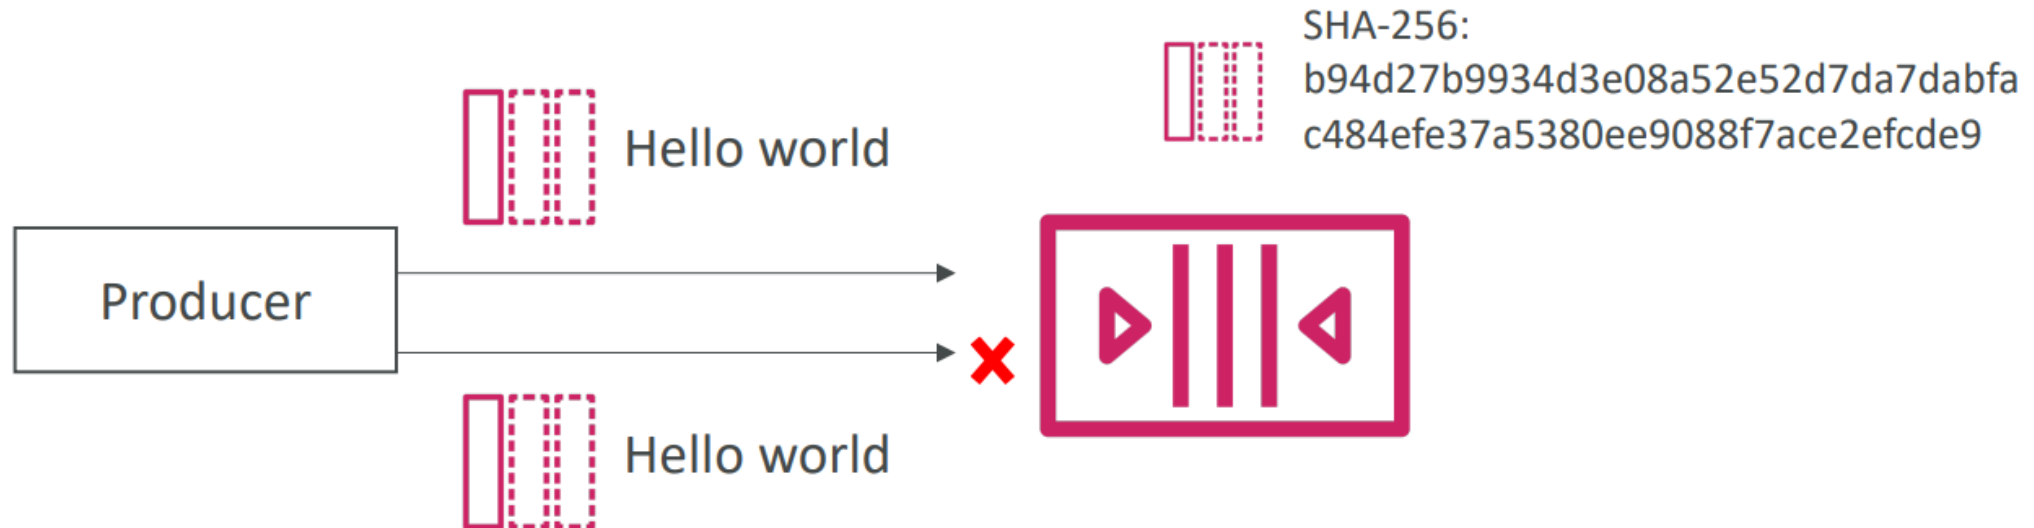 SHA-256:
b94d27b9934d3e08a52e52d7da7dabfa
c484efe37a5380ee9088f7ace2efcde9
Hello world
Producer
Hello world